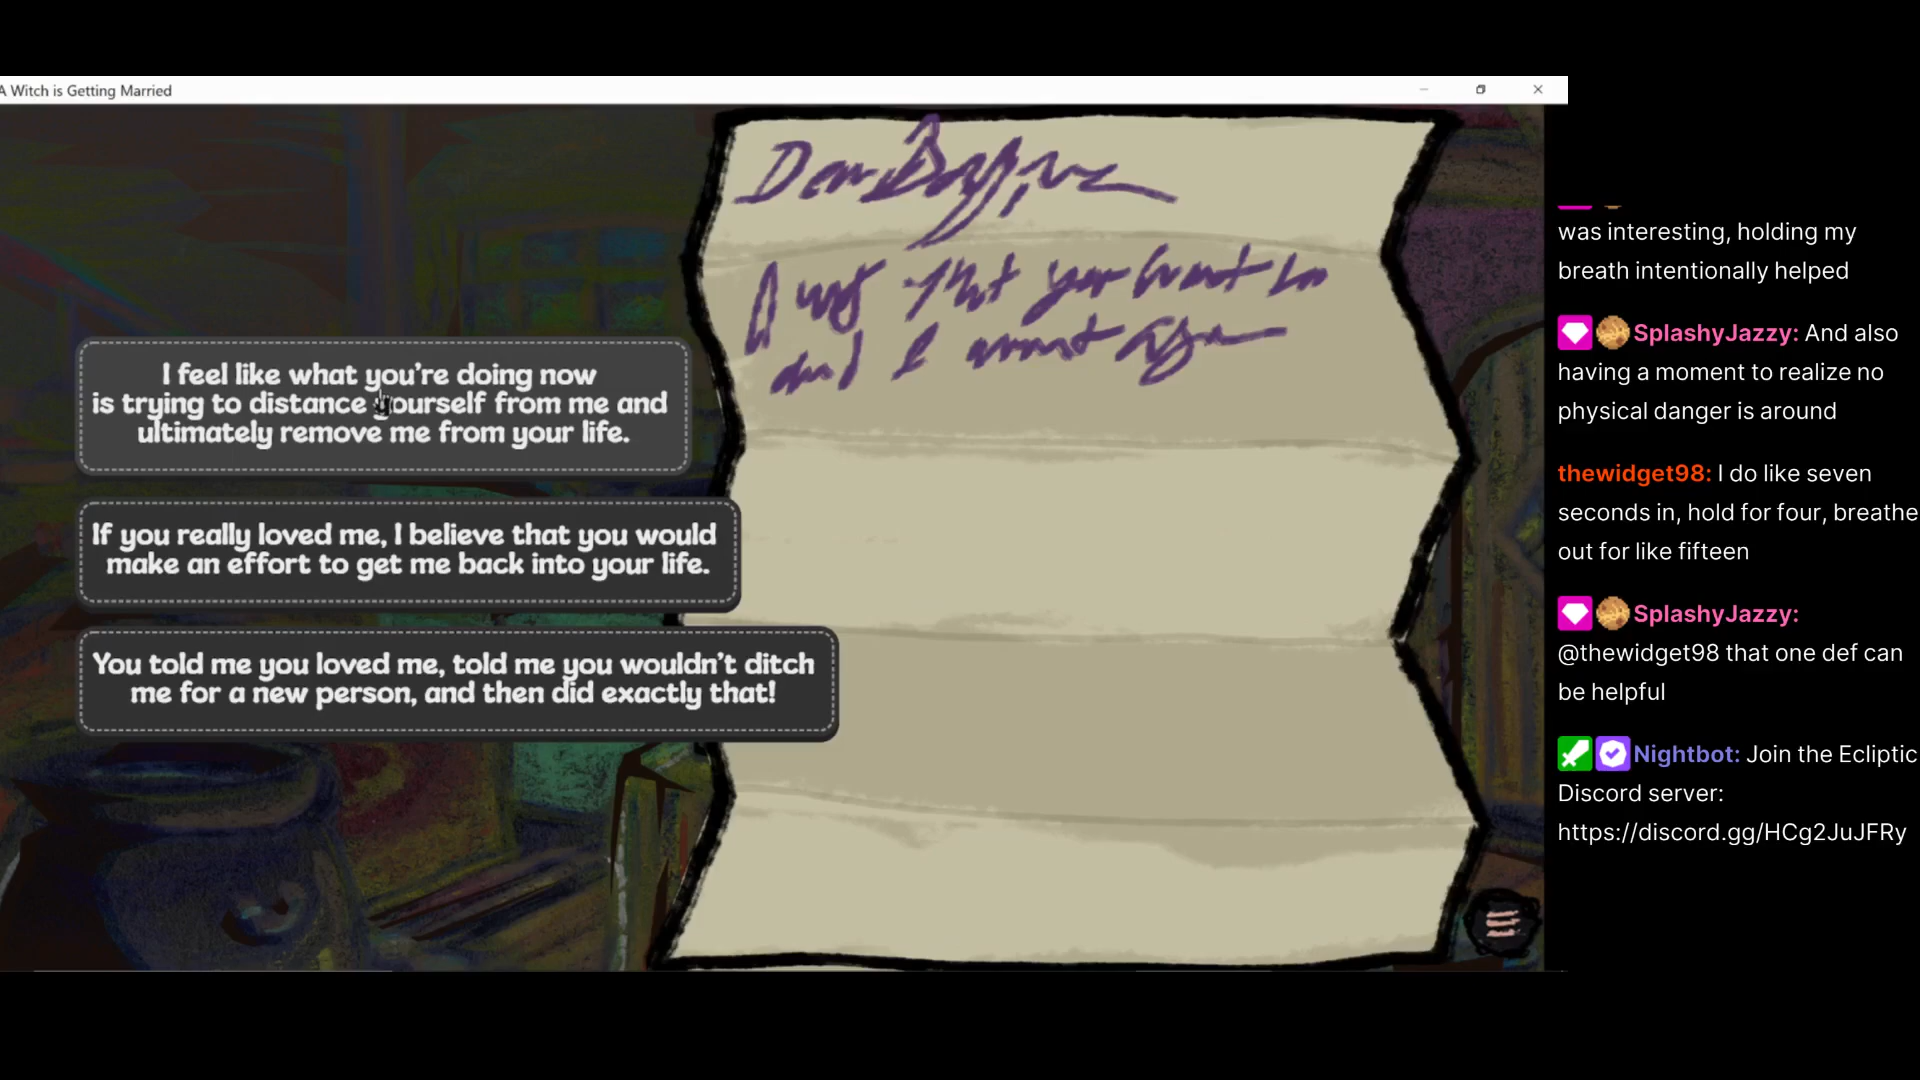 A Witch is Getting Married
Dear
that your
and I
I feel like what you're doing now
is trying to distance yourself from me and
ultimately remove me from your life.
If you really loved me, I believe that you would
make an effort to get me back into your life.
You told me you loved me, told me you wouldn't ditch
me for a new person, and then did exactly that!
was interesting, holding my
breath intentionally helped
SplashyJazzy: And also
having a moment to realize no
physical danger is around
thewidget98: I do like seven
seconds in, hold for four, breathe
out for like fifteen
SplashyJazzy:
@thewidget98 that one def can
be helpful
Nightbot: Join the Ecliptic
Discord server:
https://discord.gg/HCg2JuJFRy